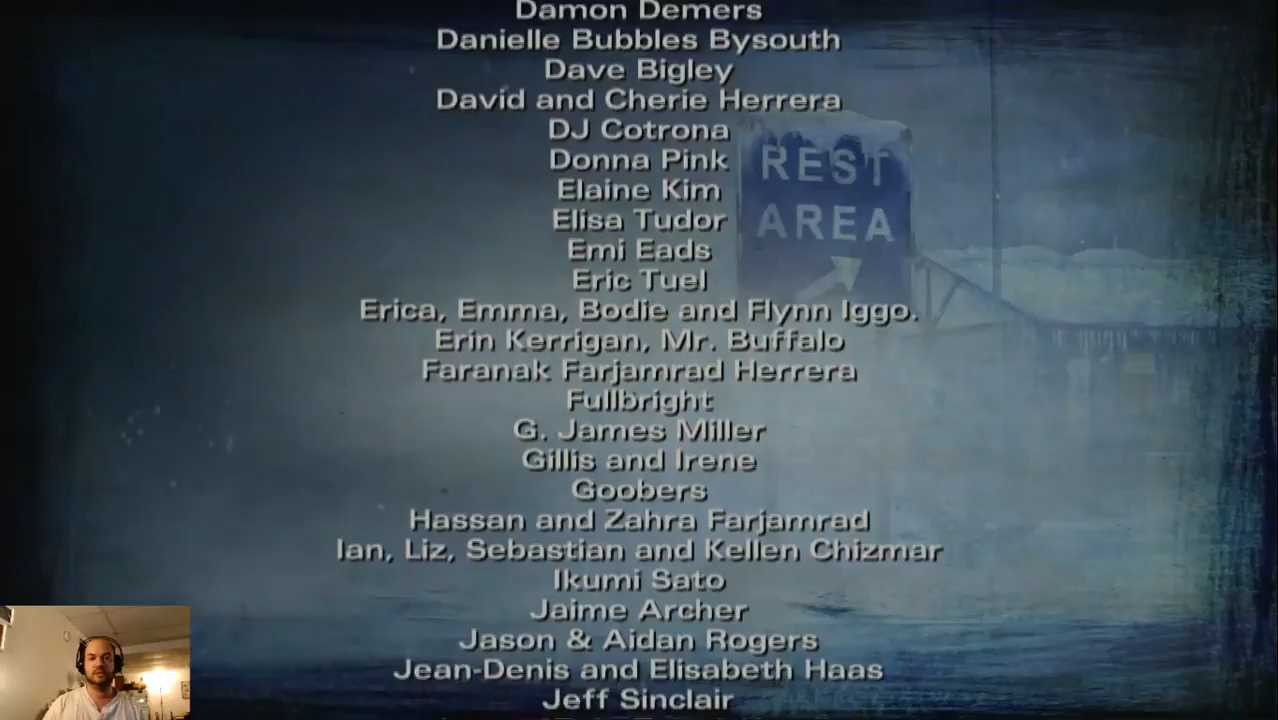 Damon Demers
Danielle Bubbles Bysouth
Dave Bigley
David and Cherie Herrera
DJ Cotrona
Donna Pink
Elaine Kim
Elisa Tudor
Emi Eads
Eric Tuel
Erica, Emma, Bodie and Flynn Iggo.
Erin Kerrigan, Mr. Buffalo
Faranak Farjamrad Herrera
Fullbright
G. James Miller
Gillis and Irene
Goobers
Hassan and Zahra Farjamrad
Ian, Liz, Sebastian and Kellen Chizmar
Ikumi Sato
Jaime Archer
Jason & Aidan Rogers
Jean-Denis and Elisabeth Haas
Jeff Sinclair
REST
AREA